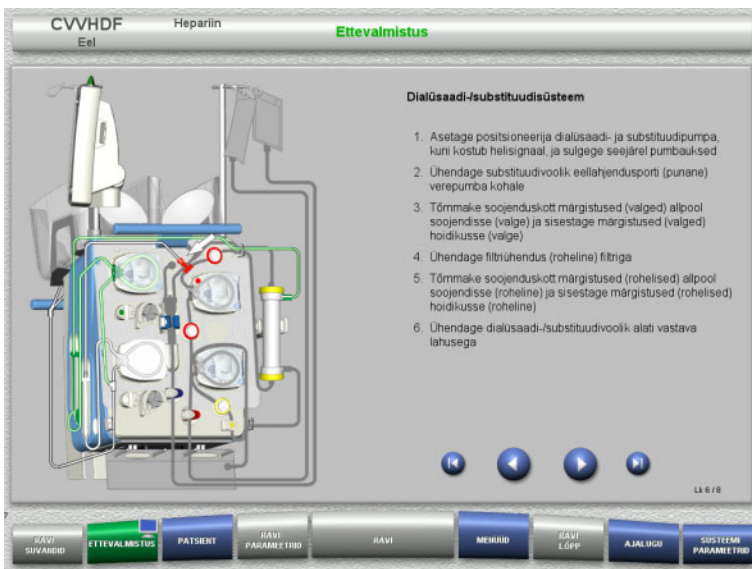 CVVHDF
Hepariin
Eel
Ettevalmistus
Dialüsaadi-/substituudisüsteem
1. Asetage positsioneerija dialüsaadi- ja substituudipumpa,
kuni kostub helisignaal, ja sulgege seejärel pumbauksed
2. Ühendage substituudivoolik eellahjendusporti (punane)
verepumba kohale
3. Tõmmake soojenduskott märgistused (valged) allpool
soojendisse (valge) ja sisestage märgistused (valged)
hoidikusse (valge)
4. Ühendage filtriühendus (roheline) filtriga
5. Tõmmake soojenduskott märgistused (rohelised) allpool
soojendisse (roheline) ja sisestage märgistused (rohelised)
hoidikusse (roheline)
6. Ühendage dialüsaadi-/substituudivoolik alati vastava
lahusega
Lk 6 / 8
RAVI
SUVANDID
ETTEVALMISTUS
PATSIENT
RAVI
PARAMEETRID
RAVI
MENÜÜD
RAVI
LÕPP
AJALUGU
SÜSTEEMI
PARAMEETRID